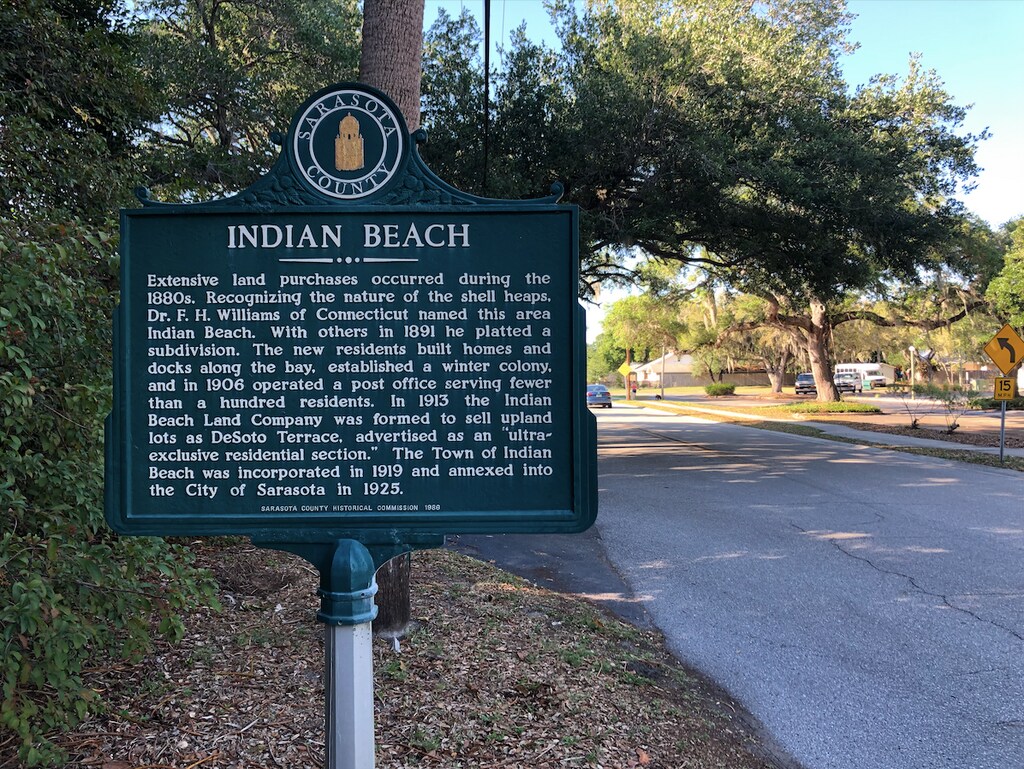 SARASOTA
COUNTY
INDIAN BEACH
Extensive land purchases occurred during the
1880s. Recognizing the nature of the shell heaps,
Dr. F. H. Williams of Connecticut named this area
Indian Beach. With others in 1891 he platted a
subdivision. The new residents built homes and
docks along the bay, established a winter colony,
and in 1906 operated a post office serving fewer
than a hundred residents. In 1913 the Indian
Beach Land Company was formed to sell upland
lots as DeSoto Terrace, advertised as an "ultra-
exclusive residential section." The Town of Indian
Beach was incorporated in 1919 and annexed into
the City of Sarasota in 1925.
SARASOTA COUNTY HISTORICAL COMMISSION 1988
15